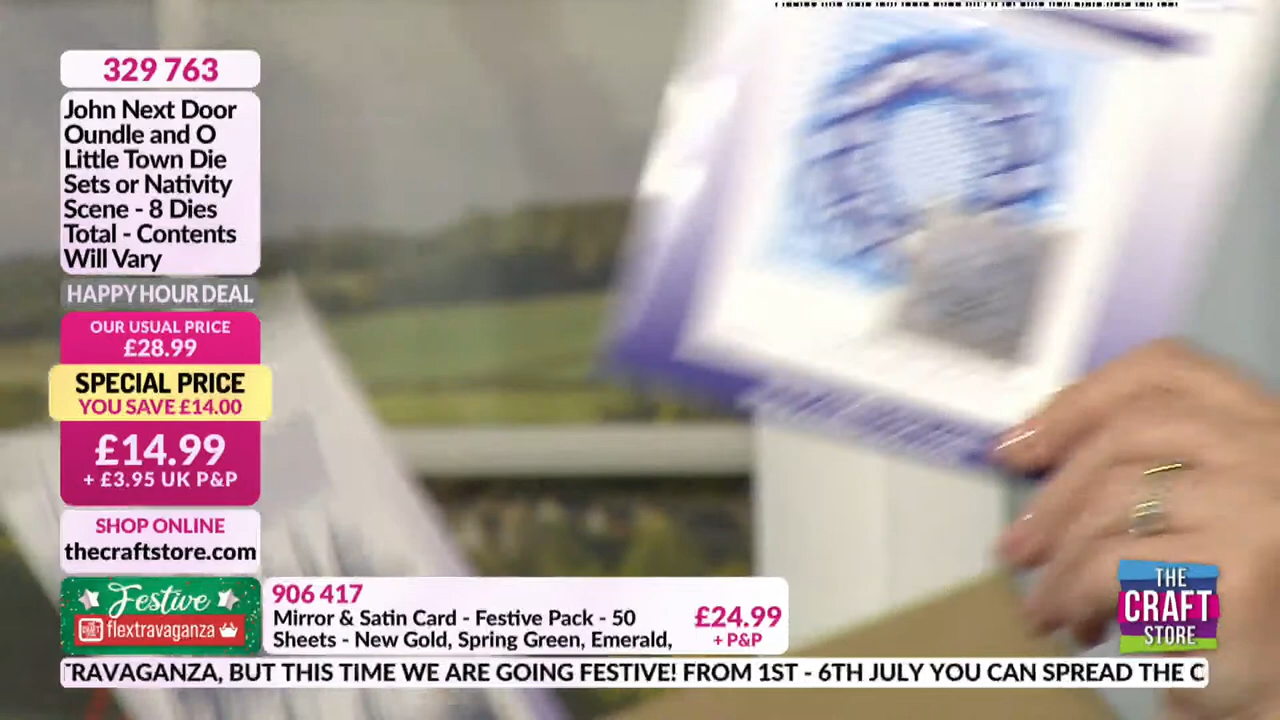 329 763
John Next Door
Oundle and O
Little Town Die
Sets or Nativity
Scene - 8 Dies
Total - Contents
Will Vary
HAPPY HOUR DEAL
OUR USUAL PRICE
£28.99
SPECIAL PRICE
YOU SAVE £14.00
£14.99
+ £3.95 UK P&P
SHOP ONLINE
thecraftstore.com
Festive
flextravaganza
906 417
Mirror & Satin Card - Festive Pack - 50
Sheets - New Gold, Spring Green, Emerald,
£24.99
+ P&P
THE
CRAFT
STORE
TRAVAGANZA, BUT THIS TIME WE ARE GOING FESTIVE! FROM 1ST - 6TH JULY YOU CAN SPREAD THE C